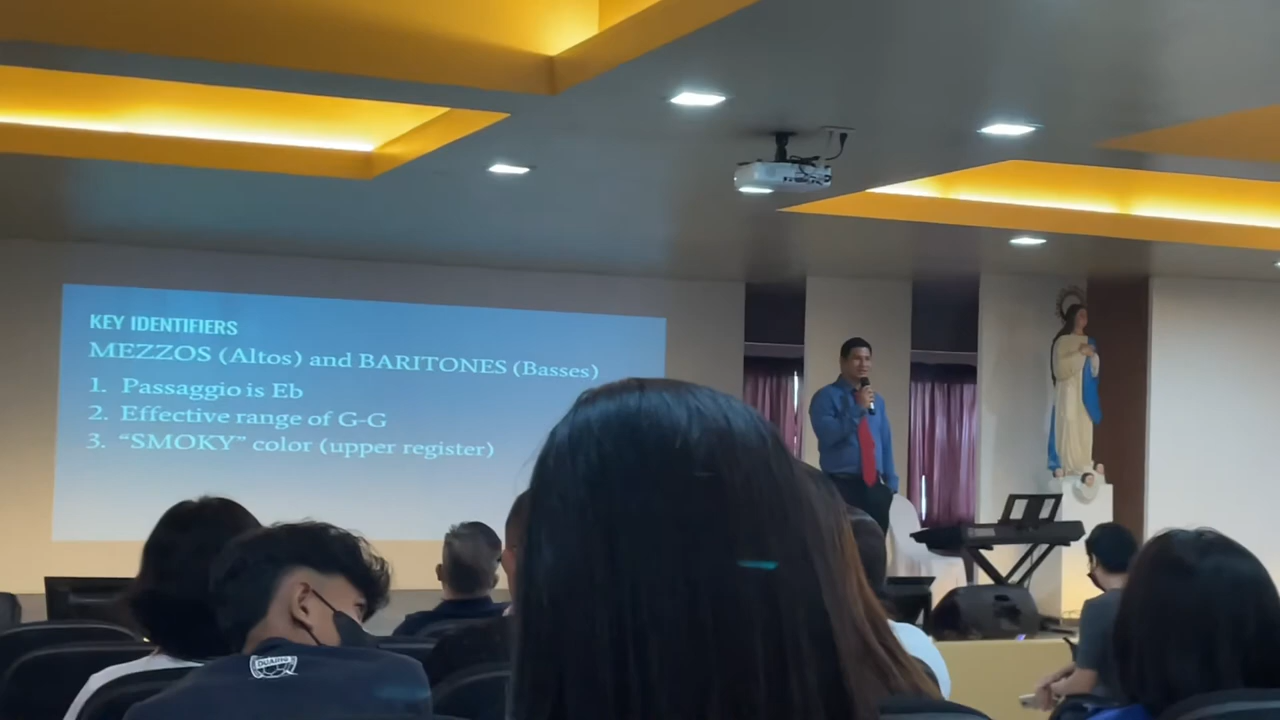 KEY IDENTIFIERS
MEZZOS (Altos) and BARITONES (Basses)
1. Passaggio is Eb
2. Effective range of G-G
3. “SMOKY” color (upper register)